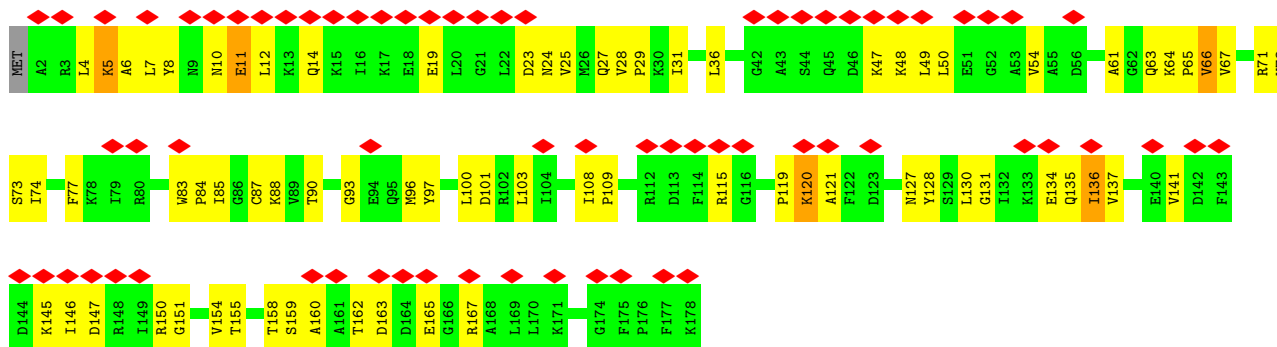 MET A2 R3 L4 K5 A6 L7 Y8 N9 N10 E11 L12 K13 Q14 K15 I16 K17 E18 E19 L20 G21 L22 D23 N24 V25 M26 Q27 V28 P29 K30 I31 L36 G42 A43 S44 Q45 D46 K47 K48 L49 L50 E51 G52 A53 V54 A55 D56 A61 G62 Q63 K64 P65 V66 V67 R71
S73 I74 F77 K78 I79 R80 W83 P84 I85 G86 C87 K88 V89 T90 G93 E94 Q95 M96 Y97 L100 D101 R102 L103 I104 I108 P109 R112 D113 F114 R115 G116 P119 K120 A121 F122 D123 N127 Y128 S129 L130 G131 I132 K133 E134 Q135 I136 V137 E140 V141 D142 F143
D144 K145 I146 D147 R148 I149 R150 G151 V154 T155 T158 S159 A160 A161 T162 D163 D164 E165 G166 R167 A168 L169 L170 K171 G174 F175 P176 F177 K178